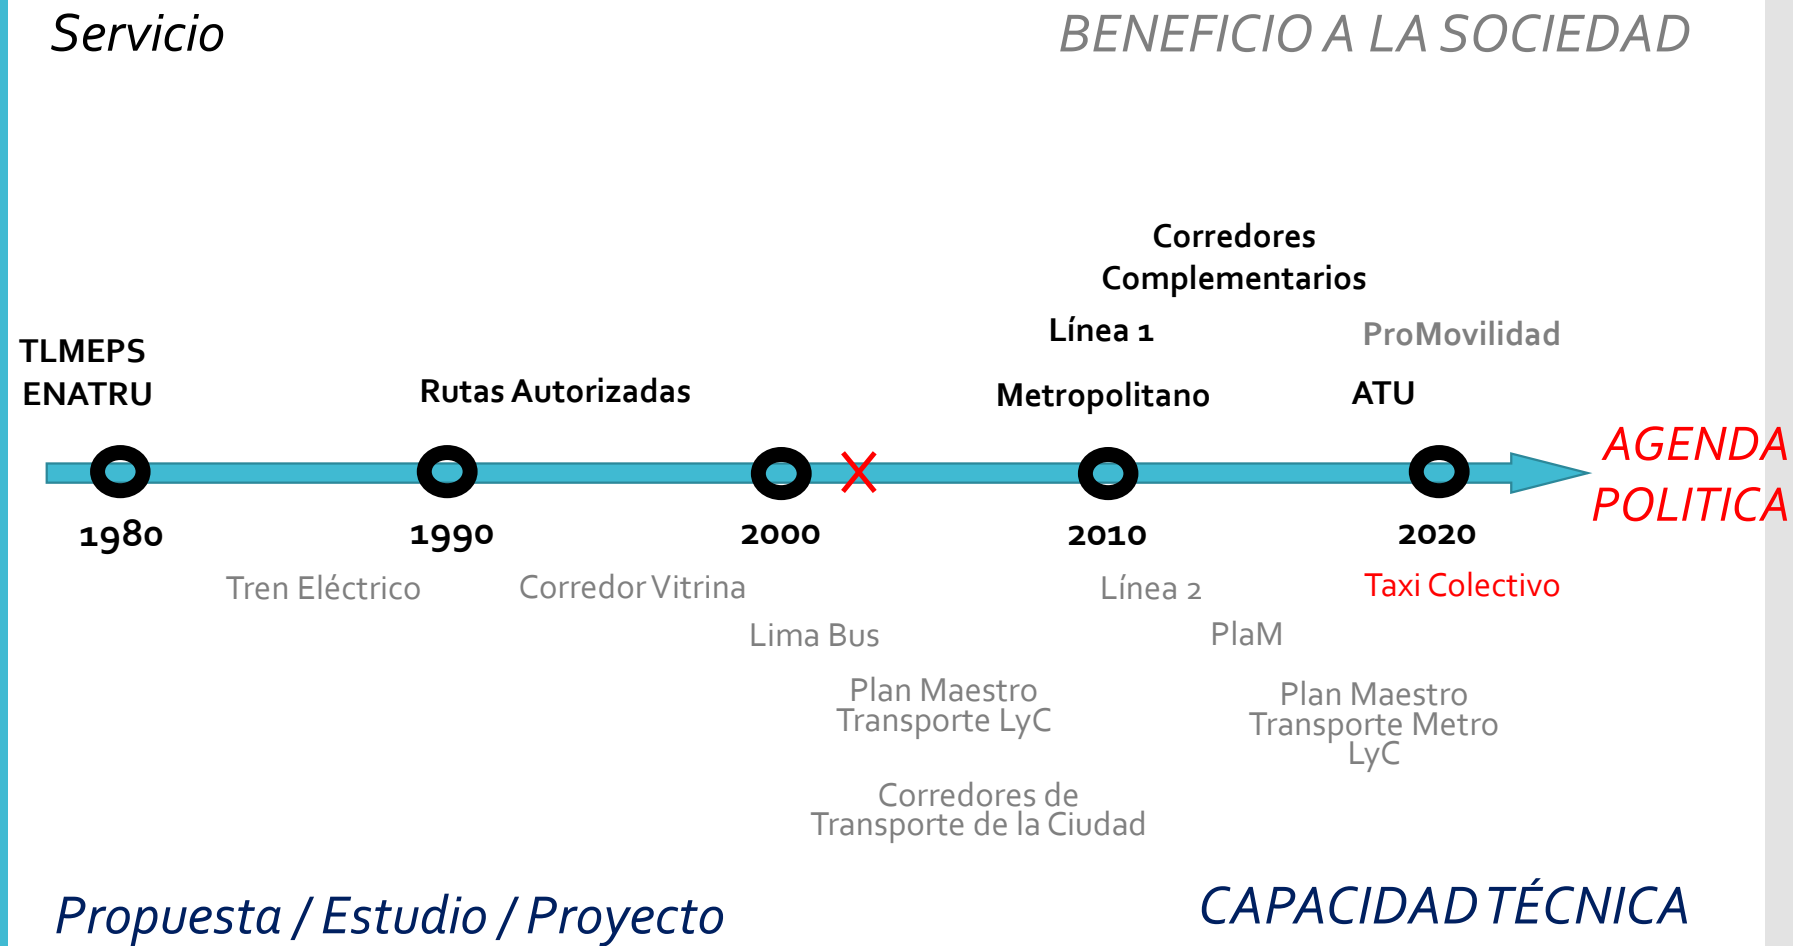 Servicio
BENEFICIO A LA SOCIEDAD
Corredores
Complementarios
Línea 1
ProMovilidad
TLMEPS
ENATRU
Rutas Autorizadas
Metropolitano
ATU
AGENDA
POLITICA
1980
1990
2000
2010
2020
Tren Eléctrico
Corredor Vitrina
Línea 2
Taxi Colectivo
Lima Bus
PlaM
Plan Maestro
Transporte LyC
Plan Maestro
Transporte Metro
LyC
Corredores de
Transporte de la Ciudad
Propuesta / Estudio / Proyecto
CAPACIDAD TÉCNICA